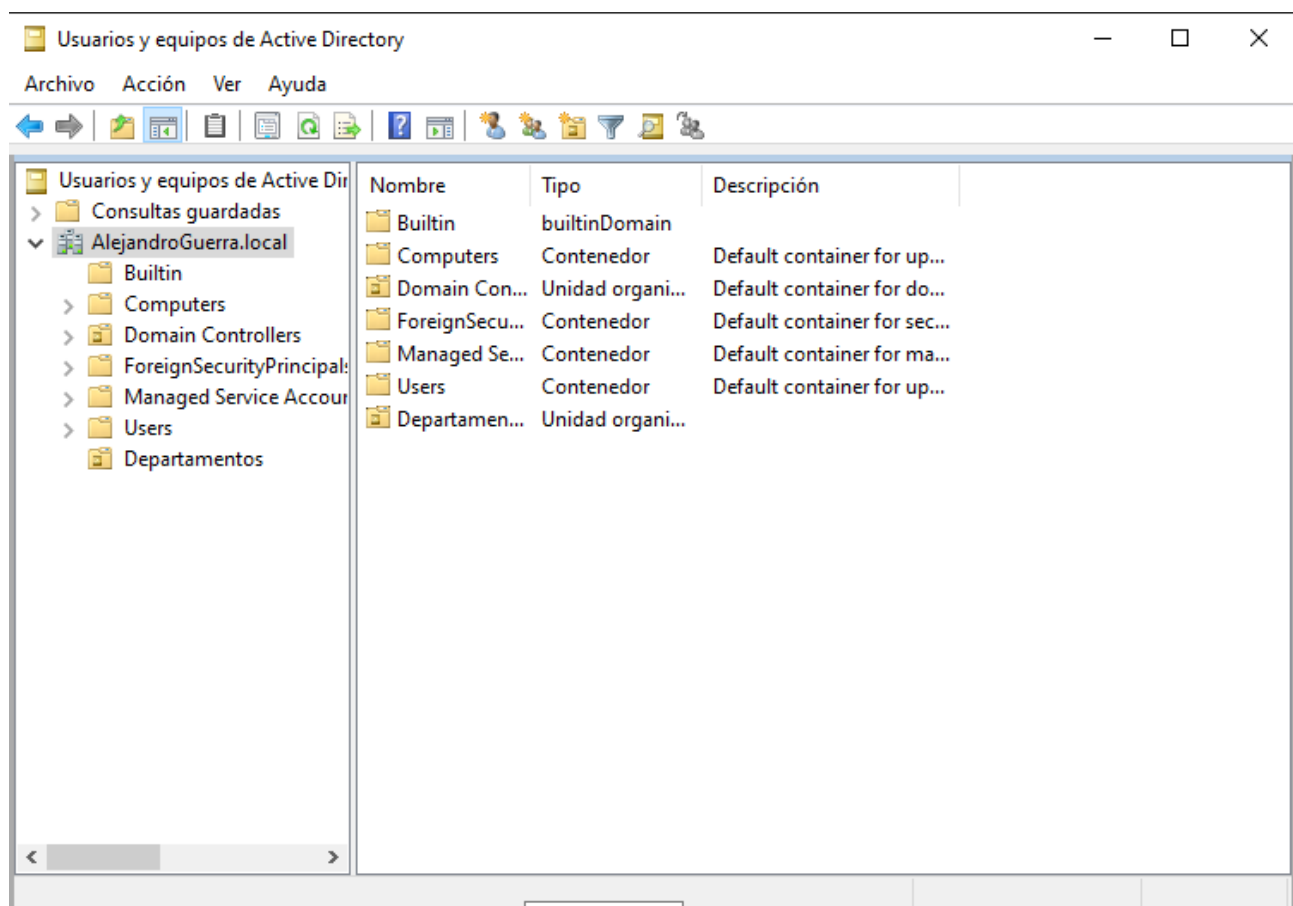 Usuarios y equipos de Active Directory
Archivo Acción Ver Ayuda
Usuarios y equipos de Active Dir
Consultas guardadas
AlejandroGuerra.local
Builtin
Computers
Domain Controllers
ForeignSecurityPrincipals
Managed Service Accour
Users
Departamentos
Nombre Tipo Descripción
Builtin builtinDomain
Computers Contenedor Default container for up...
Domain Con... Unidad organi... Default container for do...
ForeignSecu... Contenedor Default container for sec...
Managed Se... Contenedor Default container for ma...
Users Contenedor Default container for up...
Departamen... Unidad organi...